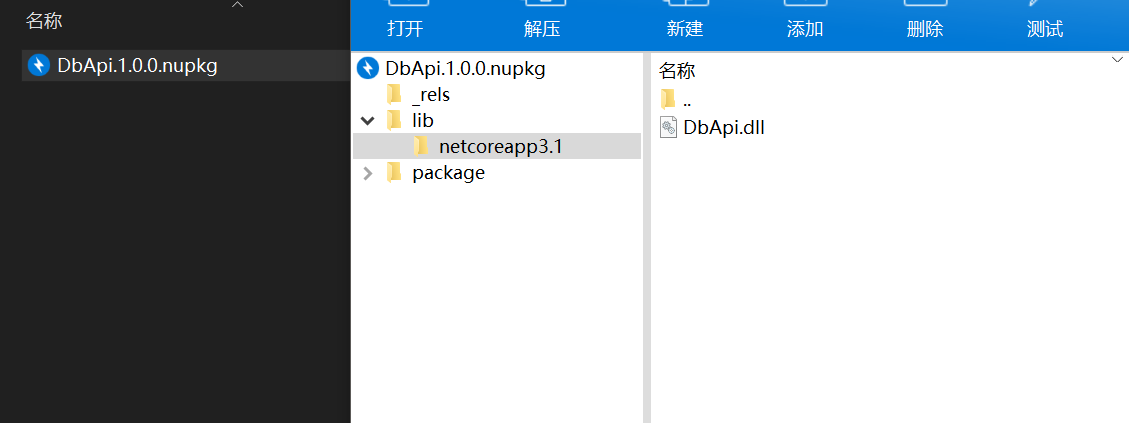 名称
DbApi.1.0.0.nupkg
打开 解压 新建 添加 删除 测试
DbApi.1.0.0.nupkg
_rels
lib
netcoreapp3.1
package
名称
..
DbApi.dll